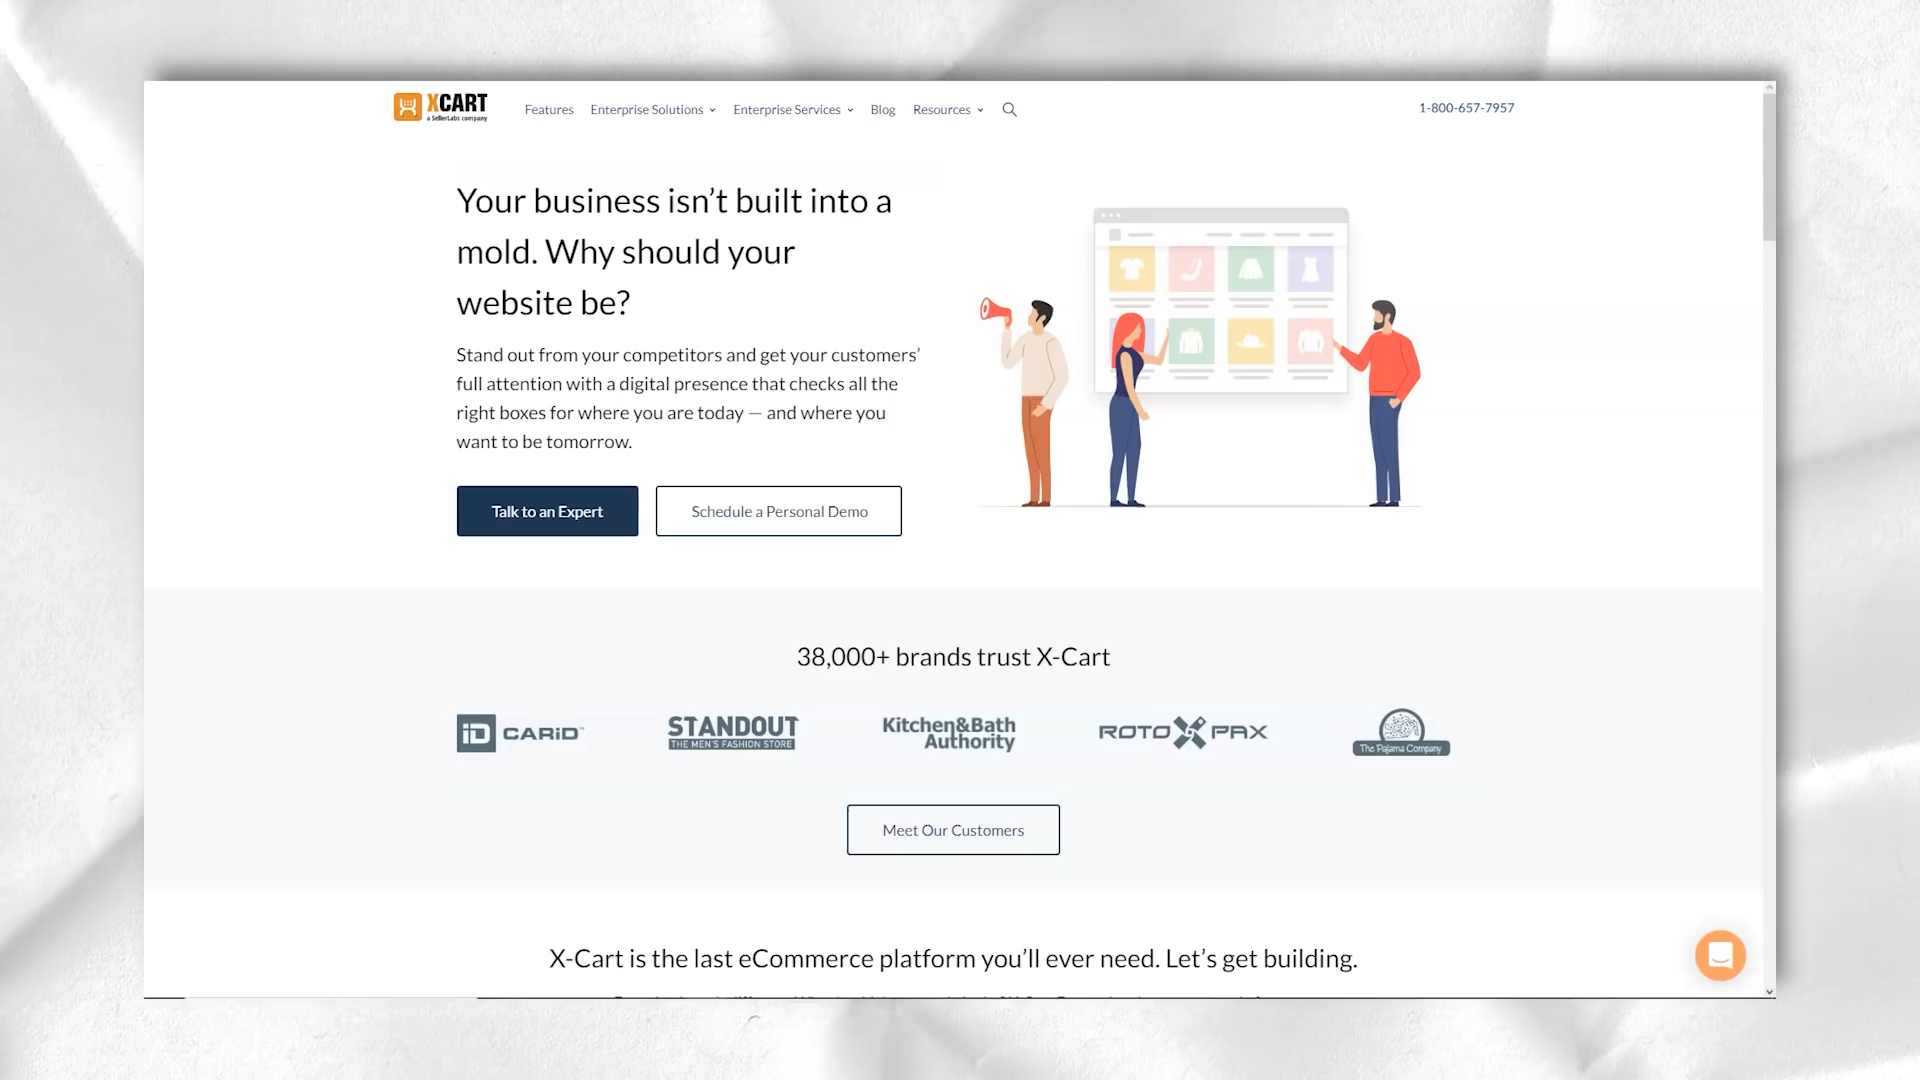 XCART
a SellerLabs company
Features
Enterprise Solutions
Enterprise Services
Blog
Resources
1-800-657-7957
Your business isn’t built into a
mold. Why should your
website be?
Stand out from your competitors and get your customers’
full attention with a digital presence that checks all the
right boxes for where you are today — and where you
want to be tomorrow.
Talk to an Expert
Schedule a Personal Demo
38,000+ brands trust X-Cart
iD CARiD™
STANDOUT
THE MEN'S FASHION STORE
Kitchen&Bath
Authority
ROTO PAX
The Pajama Company
Meet Our Customers
X-Cart is the last eCommerce platform you’ll ever need. Let’s get building.